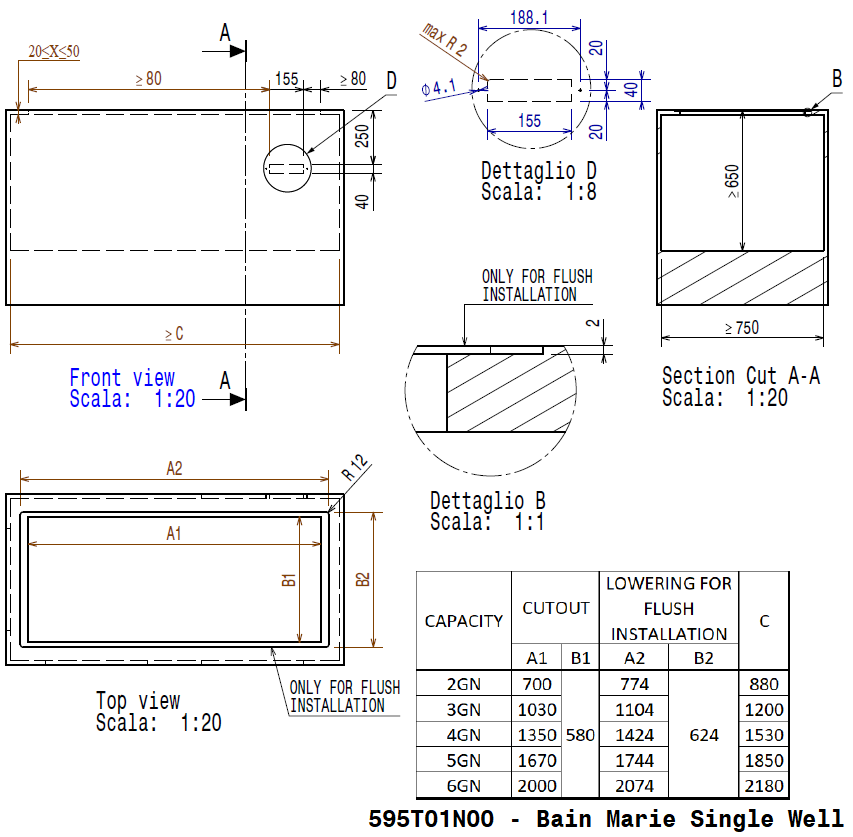 A
20≤X≤50
≥ 80
155
≥ 80
D
250
40
≥ C
Front view
Scala: 1:20
A
188.1
max R 2
20
ϕ 4.1
40
155
20
Dettaglio D
Scala: 1:8
B
≥ 650
≥ 750
Section Cut A-A
Scala: 1:20
ONLY FOR FLUSH
INSTALLATION
2
Dettaglio B
Scala: 1:1
A2
R 12
A1
B1
B2
ONLY FOR FLUSH
INSTALLATION
Top view
Scala: 1:20
CAPACITY CUTOUT LOWERING FOR FLUSH INSTALLATION C
A1 B1 A2 B2
2GN 700 774 880
3GN 1030 1104 1200
4GN 1350 580 1424 624 1530
5GN 1670 1744 1850
6GN 2000 2074 2180
595T01N00 - Bain Marie Single Well